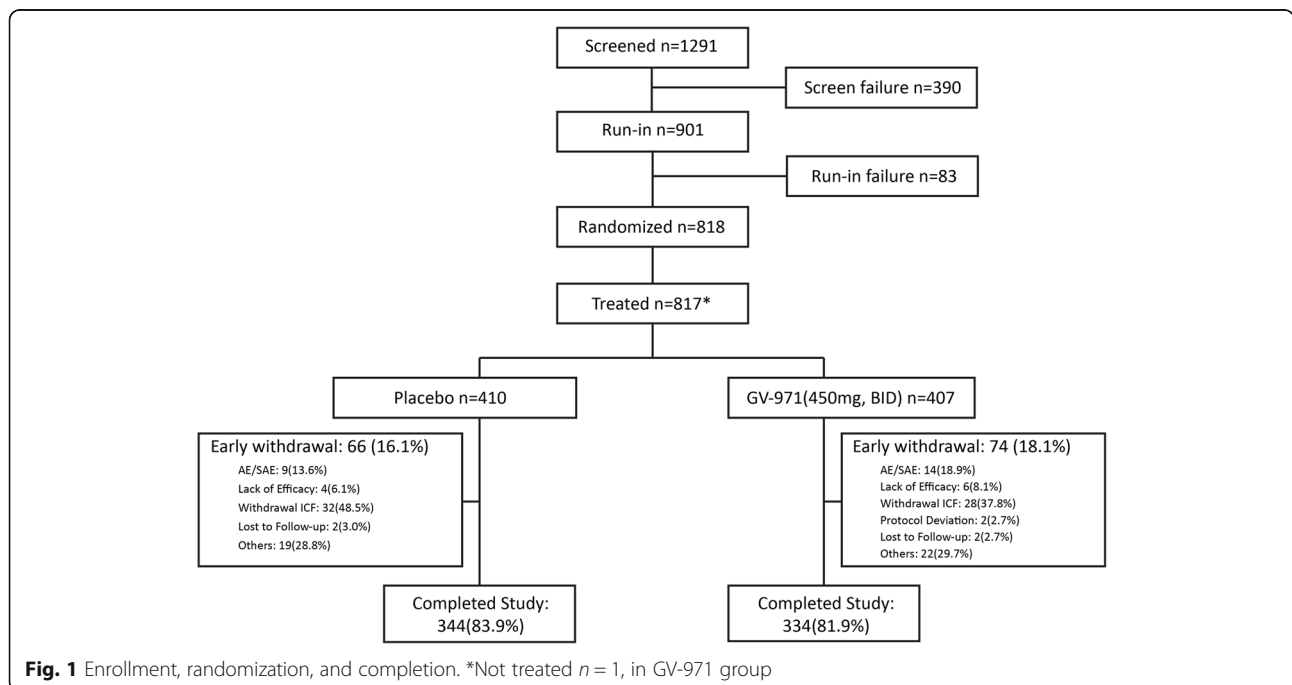 Screened n=1291
Screen failure n=390
Run-in n=901
Run-in failure n=83
Randomized n=818
Treated n=817*
Placebo n=410
GV-971(450mg, BID) n=407
Early withdrawal: 66 (16.1%)
AE/SAE: 9(13.6%)
Lack of Efficacy: 4(6.1%)
Withdrawal ICF: 32(48.5%)
Lost to Follow-up: 2(3.0%)
Others: 19(28.8%)
Early withdrawal: 74 (18.1%)
AE/SAE: 14(18.9%)
Lack of Efficacy: 6(8.1%)
Withdrawal ICF: 28(37.8%)
Protocol Deviation: 2(2.7%)
Lost to Follow-up: 2(2.7%)
Others: 22(29.7%)
Completed Study:
344(83.9%)
Completed Study:
334(81.9%)
Fig. 1 Enrollment, randomization, and completion. *Not treated n = 1, in GV-971 group